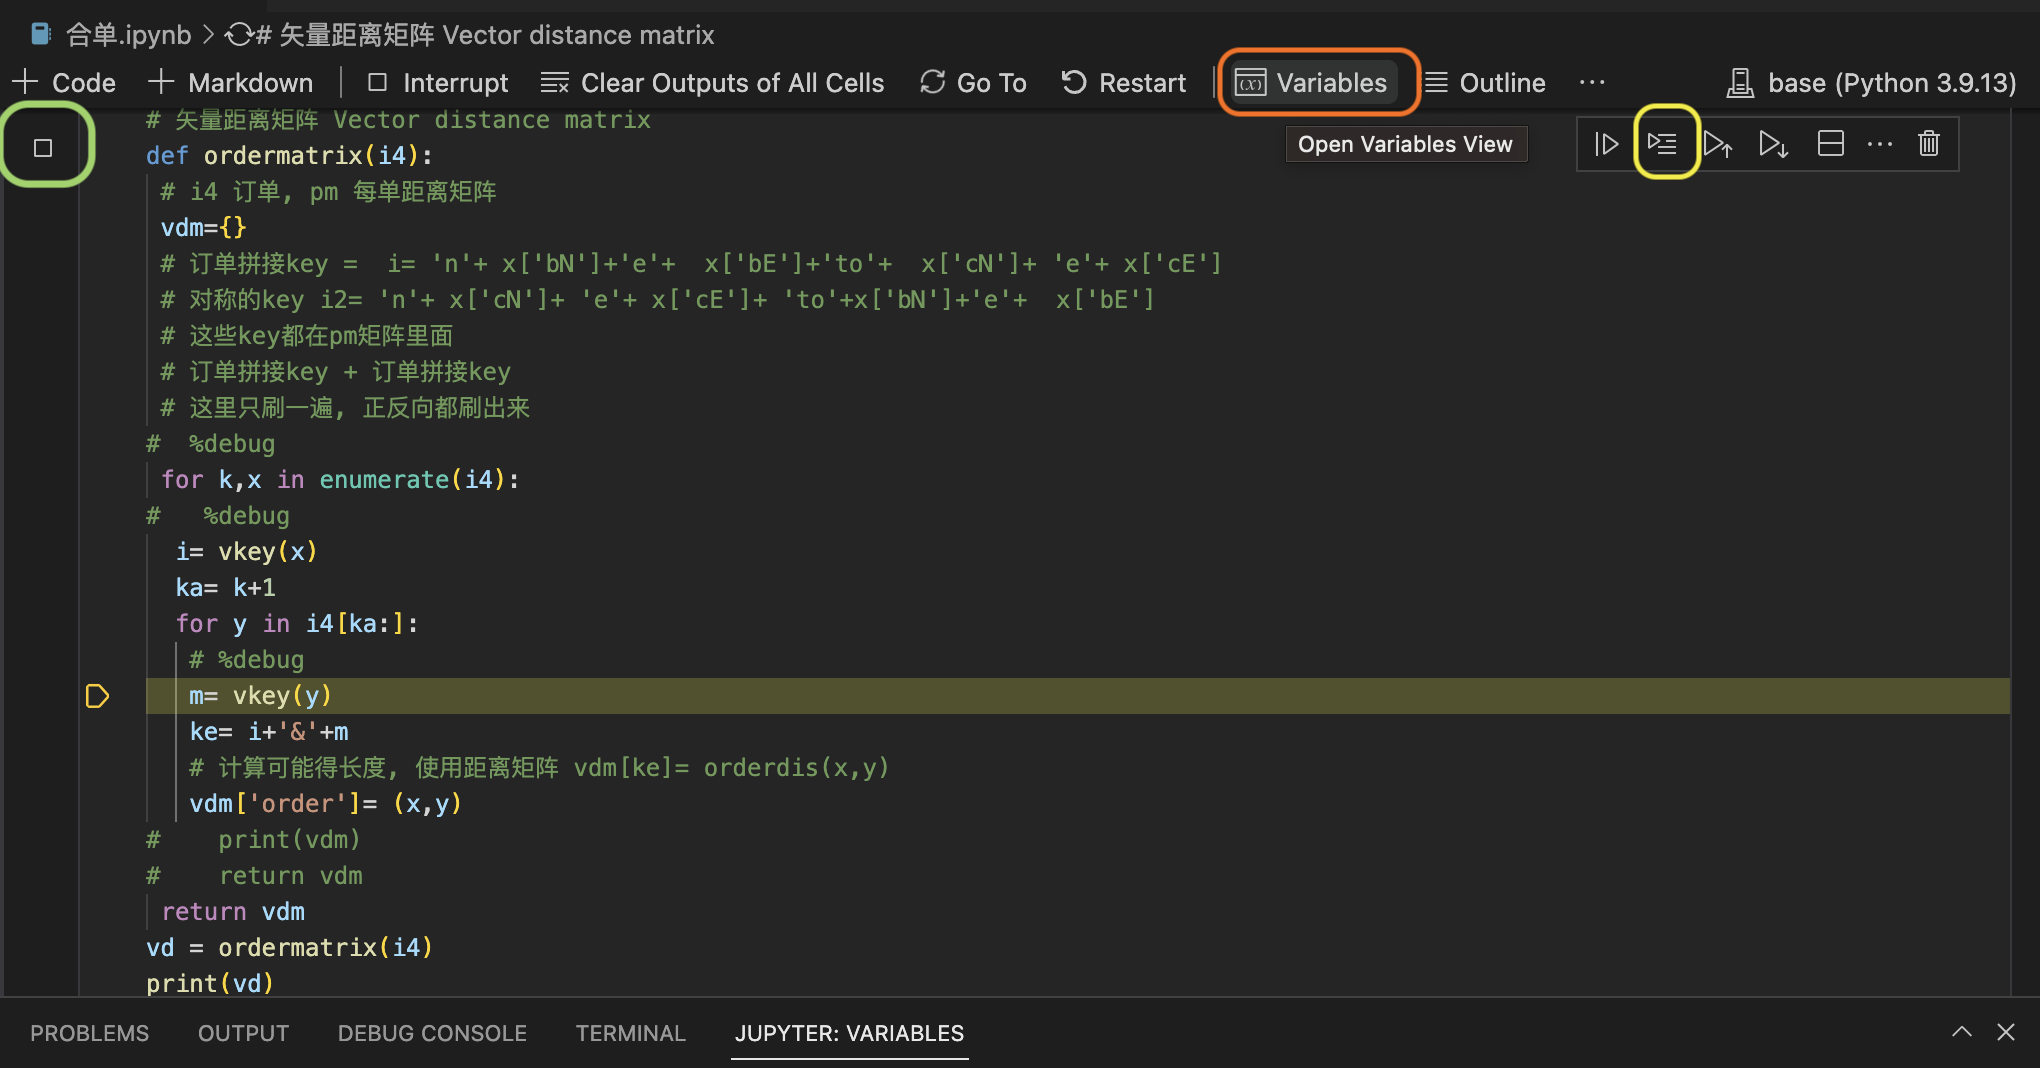 合单.ipynb > # 矢量距离矩阵 Vector distance matrix
+ Code + Markdown | Interrupt Clear Outputs of All Cells Go To Restart | Variables Outline ... base (Python 3.9.13)
Open Variables View
# 矢量距离矩阵 Vector distance matrix
def ordermatrix(i4):
# i4 订单, pm 每单距离矩阵
vdm={}
# 订单拼接key =  i= 'n'+ x['bN']+'e'+  x['bE']+'to'+  x['cN']+ 'e'+ x['cE']
# 对称的key i2= 'n'+ x['cN']+ 'e'+ x['cE']+ 'to'+x['bN']+'e'+  x['bE']
# 这些key都在pm矩阵里面
# 订单拼接key + 订单拼接key
# 这里只刷一遍, 正反向都刷出来
#  %debug
for k,x in enumerate(i4):
#   %debug
i= vkey(x)
ka= k+1
for y in i4[ka:]:
# %debug
m= vkey(y)
ke= i+'&'+m
# 计算可能得长度, 使用距离矩阵 vdm[ke]= orderdis(x,y)
vdm['order']= (x,y)
#    print(vdm)
#    return vdm
return vdm
vd = ordermatrix(i4)
print(vd)
PROBLEMS OUTPUT DEBUG CONSOLE TERMINAL JUPYTER: VARIABLES